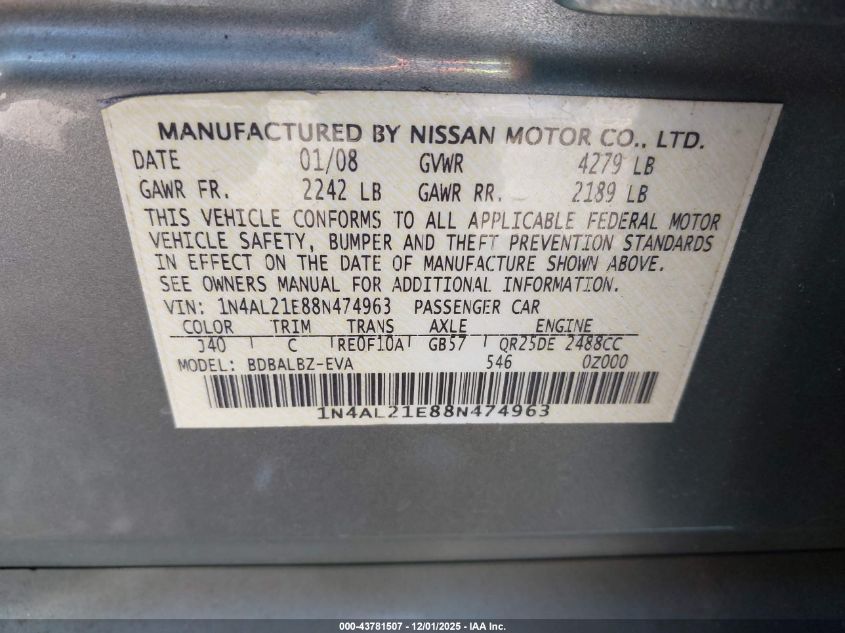 MANUFACTURED BY NISSAN MOTOR CO., LTD.
DATE 01/08 GVWR 4279 LB
GAWR FR. 2242 LB GAWR RR. 2189 LB
THIS VEHICLE CONFORMS TO ALL APPLICABLE FEDERAL MOTOR
VEHICLE SAFETY, BUMPER AND THEFT PREVENTION STANDARDS
IN EFFECT ON THE DATE OF MANUFACTURE SHOWN ABOVE.
SEE OWNERS MANUAL FOR ADDITIONAL INFORMATION.
VIN: 1N4AL21E88N474963 PASSENGER CAR
COLOR TRIM TRANS AXLE ENGINE
J40 C RE0F10A GB57 QR25DE 2488CC
MODEL: BDBALBZ-EVA 546 0Z000
1N4AL21E88N474963
000-43781507 - 12/01/2025 - IAA Inc.